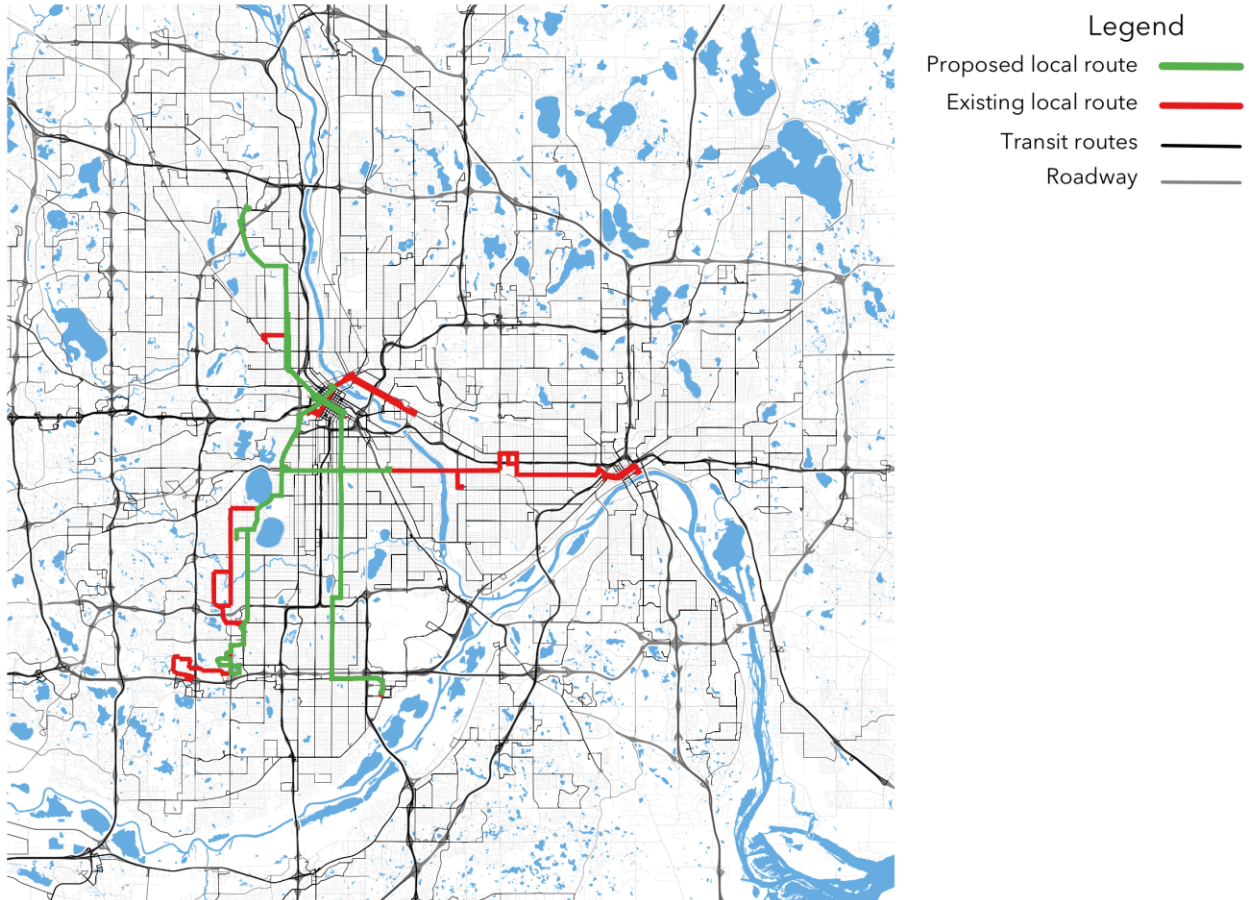 Legend
Proposed local route
Existing local route
Transit routes
Roadway